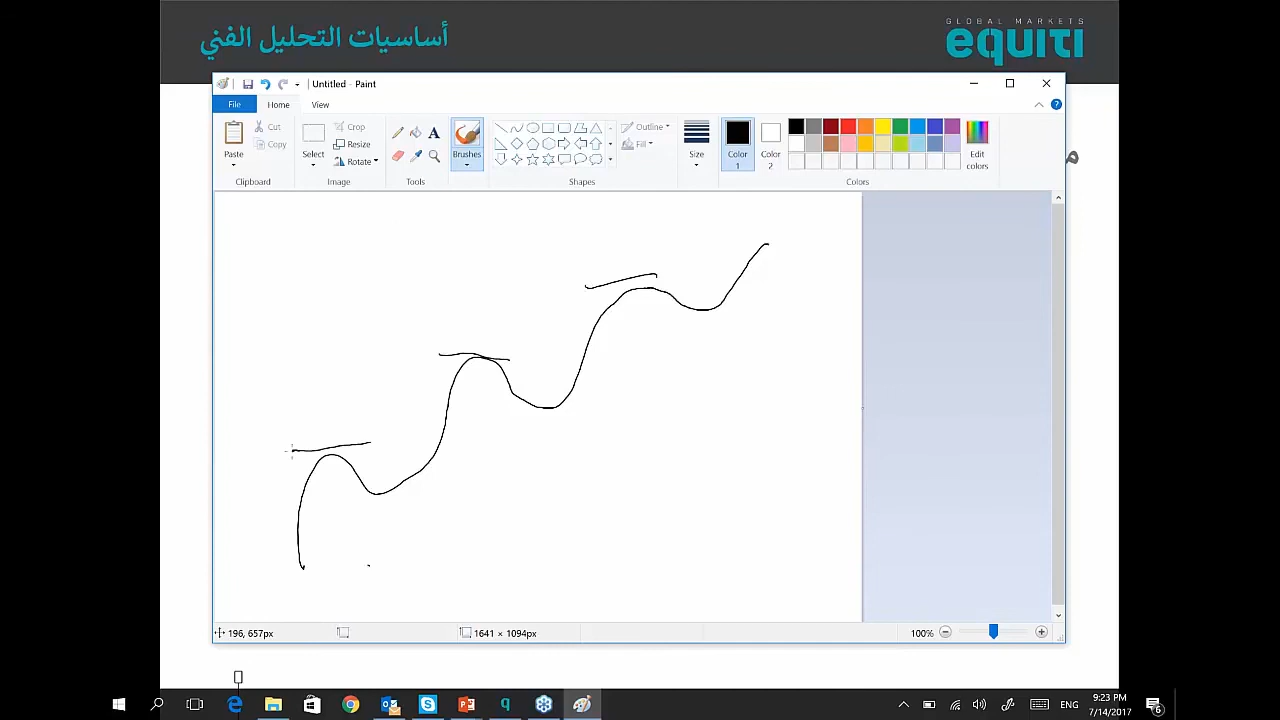 أساسيات التحليل الفني
GLOBAL MARKETS
equiti
Untitled - Paint
File
Home
View
Paste
Cut
Copy
Clipboard
Select
Crop
Resize
Rotate
Image
A
Tools
Brushes
Outline
Fill
Shapes
Size
Color
1
Color
2
Edit
colors
Colors
196, 657px
1641 × 1094px
100%
ENG
9:23 PM
7/14/2017
6